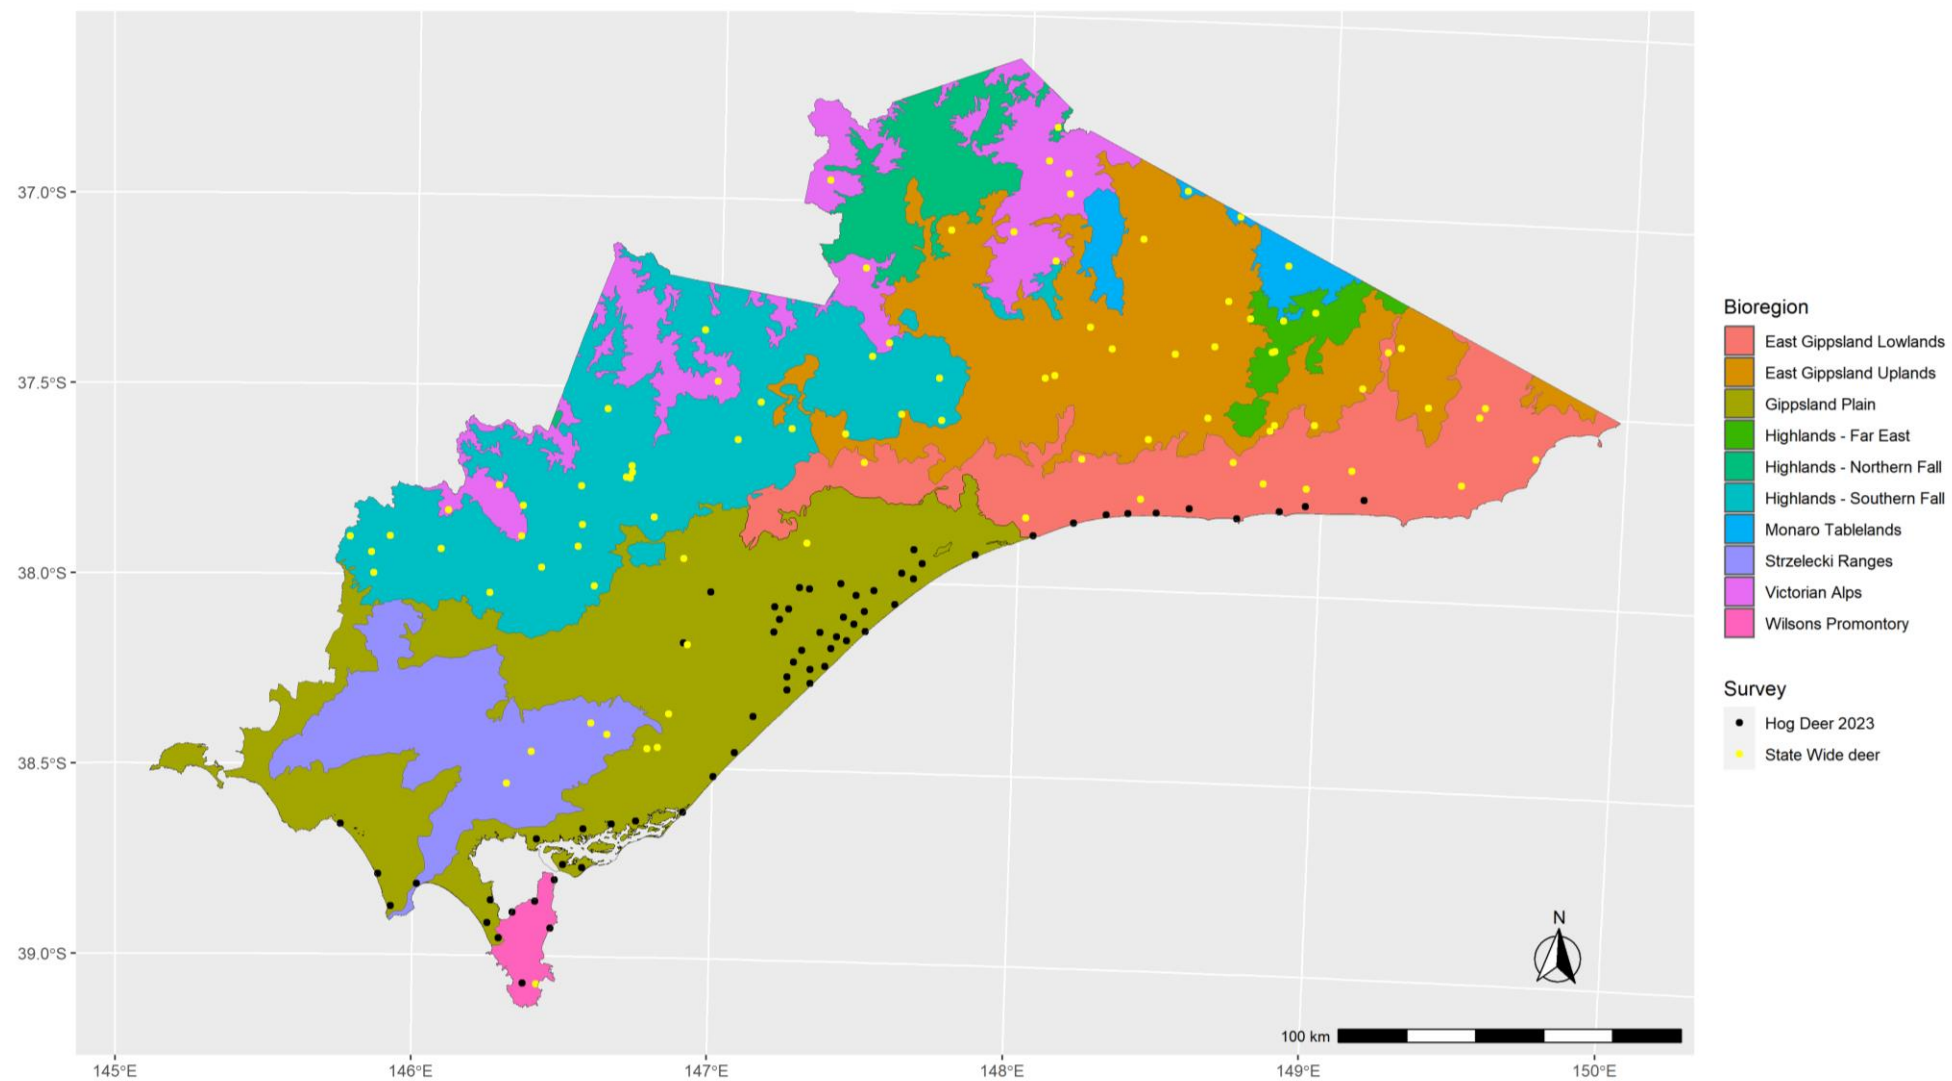 37.0°S
37.5°S
38.0°S
38.5°S
39.0°S
145°E
146°E
147°E
148°E
149°E
150°E
N
100 km
Bioregion
East Gippsland Lowlands
East Gippsland Uplands
Gippsland Plain
Highlands - Far East
Highlands - Northern Fall
Highlands - Southern Fall
Monaro Tablelands
Strzelecki Ranges
Victorian Alps
Wilsons Promontory
Survey
Hog Deer 2023
State Wide deer